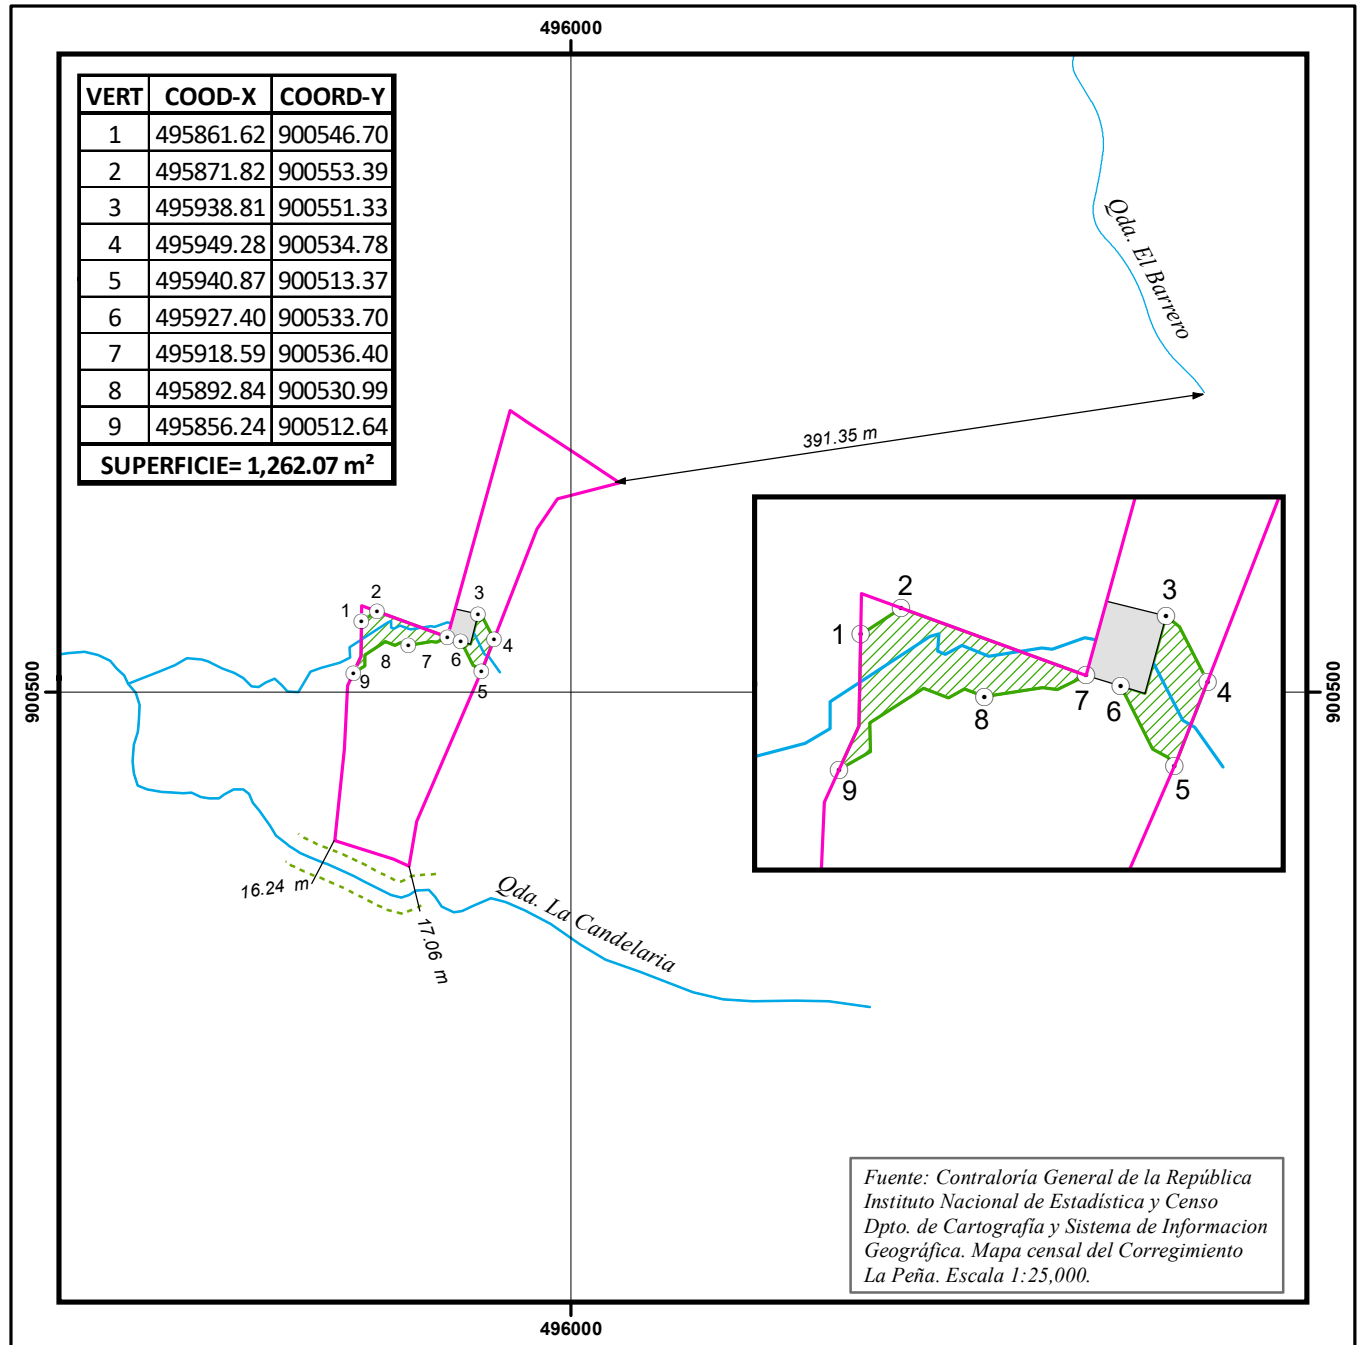 496000
VERT COOD-X COORD-Y
1 495861.62 900546.70
2 495871.82 900553.39
3 495938.81 900551.33
4 495949.28 900534.78
5 495940.87 900513.37
6 495927.40 900533.70
7 495918.59 900536.40
8 495892.84 900530.99
9 495856.24 900512.64
SUPERFICIE= 1,262.07 m²
Qda. El Barrero
391.35 m
1
2
3
4
5
6
7
8
9
900500
900500
1
2
3
4
5
6
7
8
9
16.24 m
17.06 m
Qda. La Candelaria
Fuente: Contraloría General de la República
Instituto Nacional de Estadística y Censo
Dpto. de Cartografía y Sistema de Informacion
Geográfica. Mapa censal del Corregimiento
La Peña. Escala 1:25,000.
496000